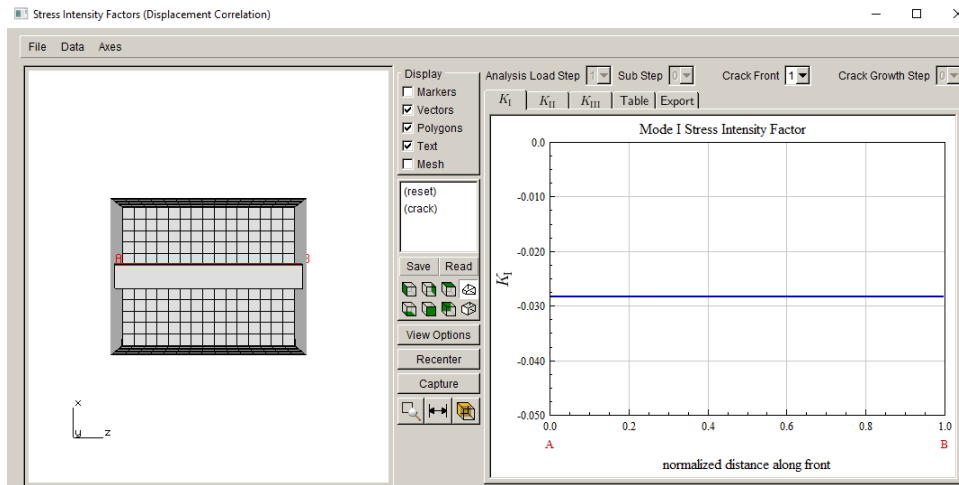 Stress Intensity Factors (Displacement Correlation)
File Data Axes
Display
Markers
Vectors
Polygons
Text
Mesh
(reset)
(crack)
Save Read
View Options
Recenter
Capture
A
x
y z
Analysis Load Step 1 Sub Step 0 Crack Front 1 Crack Growth Step 0
KI KII KIII Table Export
Mode I Stress Intensity Factor
0.0
-0.010
-0.020
-0.030
-0.040
-0.050
KI
0.0 0.2 0.4 0.6 0.8 1.0
A B
normalized distance along front